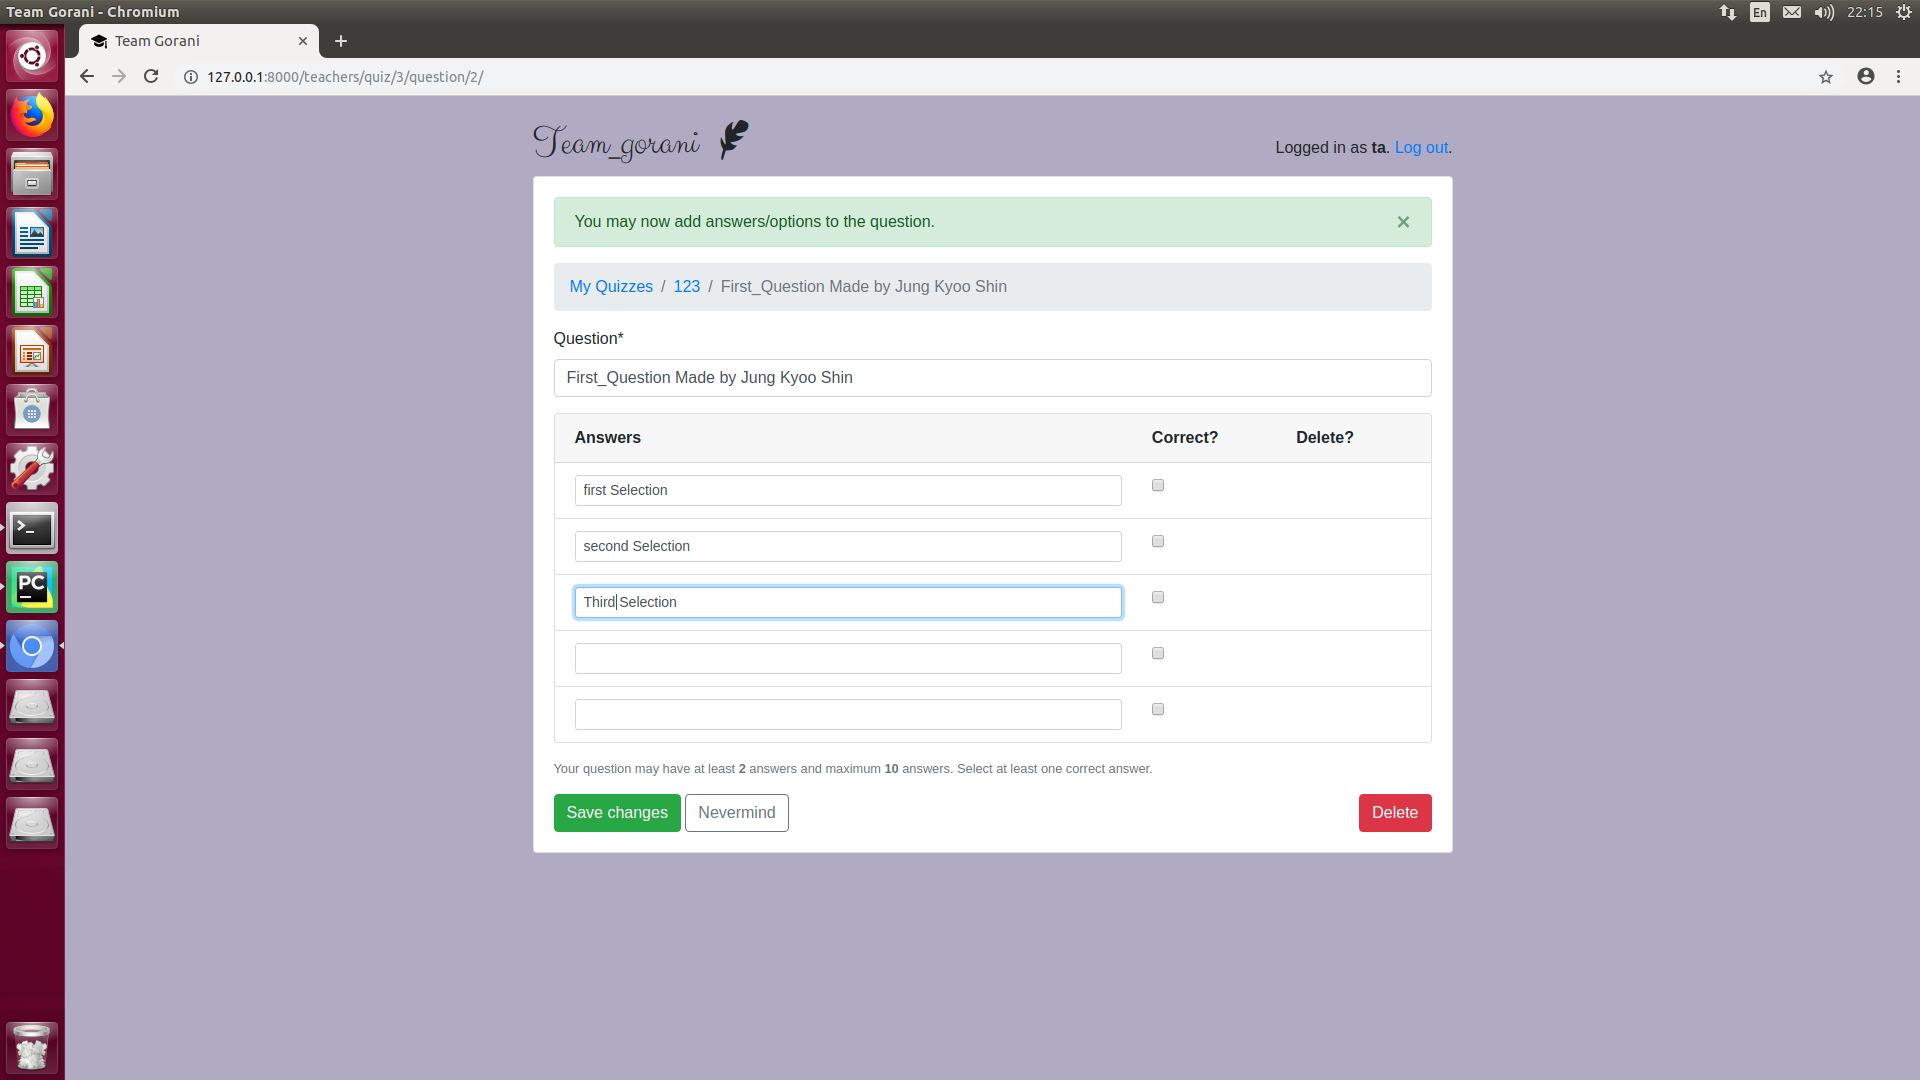 Team Gorani - Chromium
En
22:15
Team Gorani
127.0.0.1:8000/teachers/quiz/3/question/2/
Team_gorani
Logged in as ta. Log out.
You may now add answers/options to the question.
My Quizzes / 123 / First_Question Made by Jung Kyoo Shin
Question*
First_Question Made by Jung Kyoo Shin
Answers Correct? Delete?
first Selection
second Selection
Third Selection
Your question may have at least 2 answers and maximum 10 answers. Select at least one correct answer.
Save changes Nevermind Delete
PC